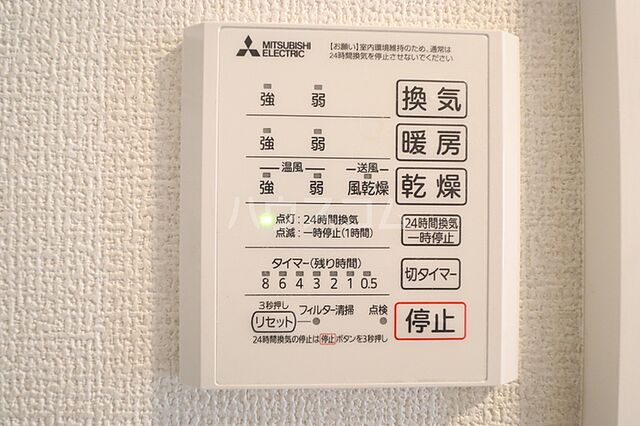 MITSUBISHI
ELECTRIC
【お願い】室内環境維持のため、通常は
24時間換気を停止させないでください
強 弱 換気
強 弱 暖房
温風 送風
強 弱 風乾燥 乾燥
点灯：24時間換気
点滅：一時停止(1時間)
24時間換気
一時停止
タイマー(残り時間)
8 6 4 3 2 1 0.5
切タイマー
3秒押し
リセット フィルター清掃 点検
停止
24時間換気の停止は停止ボタンを3秒押し
ハウスコム